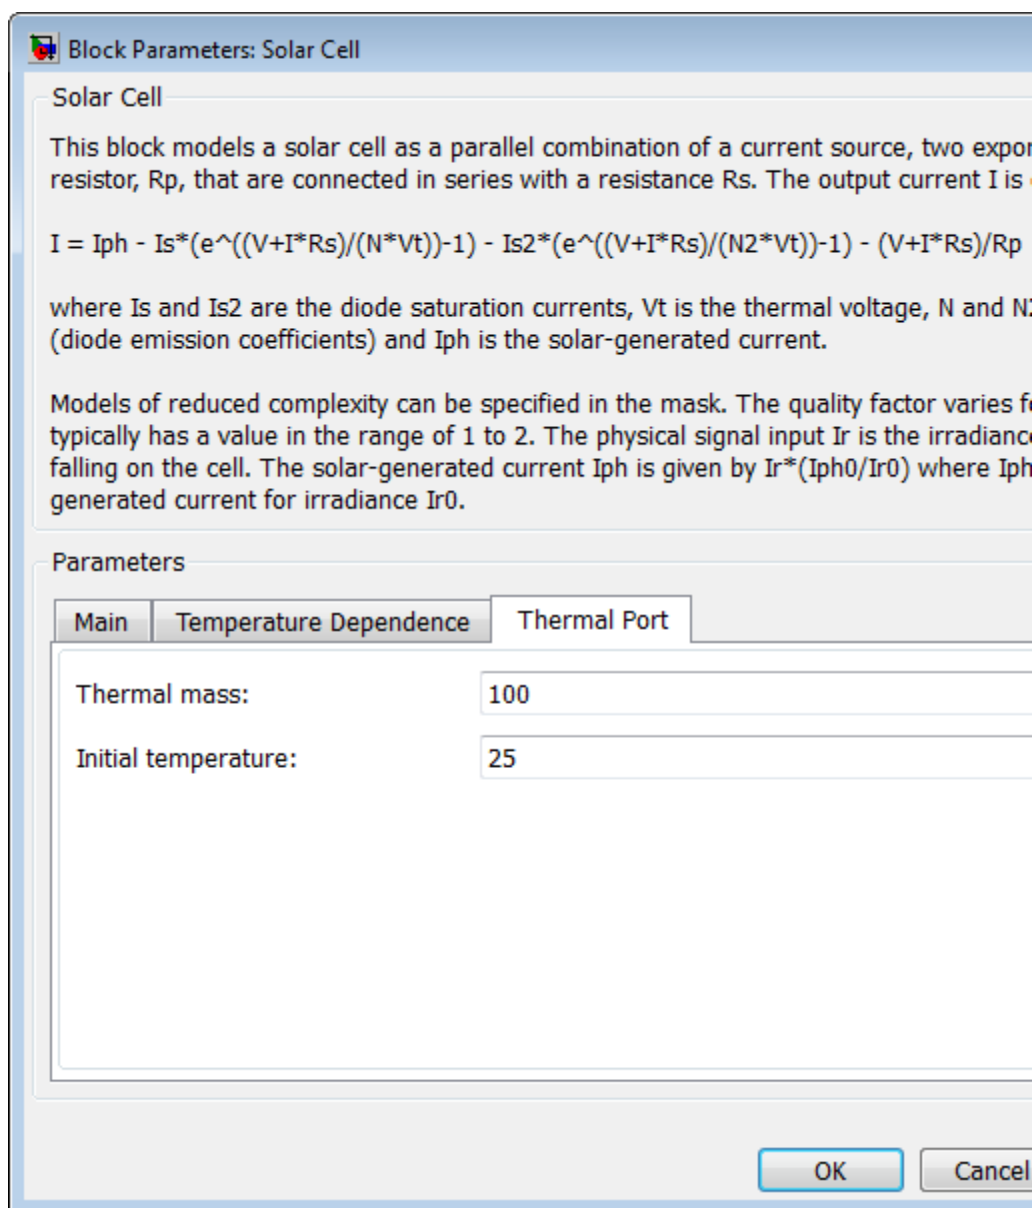 Block Parameters: Solar Cell
Solar Cell
This block models a solar cell as a parallel combination of a current source, two
resistor, Rp, that are connected in series with a resistance Rs. The output current I is
I = Iph - Is*(e^((V+I*Rs)/(N*Vt))-1) - Is2*(e^((V+I*Rs)/(N2*Vt))-1) - (V+I*Rs)/Rp
where Is and Is2 are the diode saturation currents, Vt is the thermal voltage, N and
(diode emission coefficients) and Iph is the solar-generated current.
Models of reduced complexity can be specified in the mask. The quality factor varies
typically has a value in the range of 1 to 2. The physical signal input Ir is the
falling on the cell. The solar-generated current Iph is given by Ir*(Iph0/Ir0) where
generated current for irradiance Ir0.
Parameters
Main Temperature Dependence Thermal Port
Thermal mass: 100
Initial temperature: 25
OK Cancel